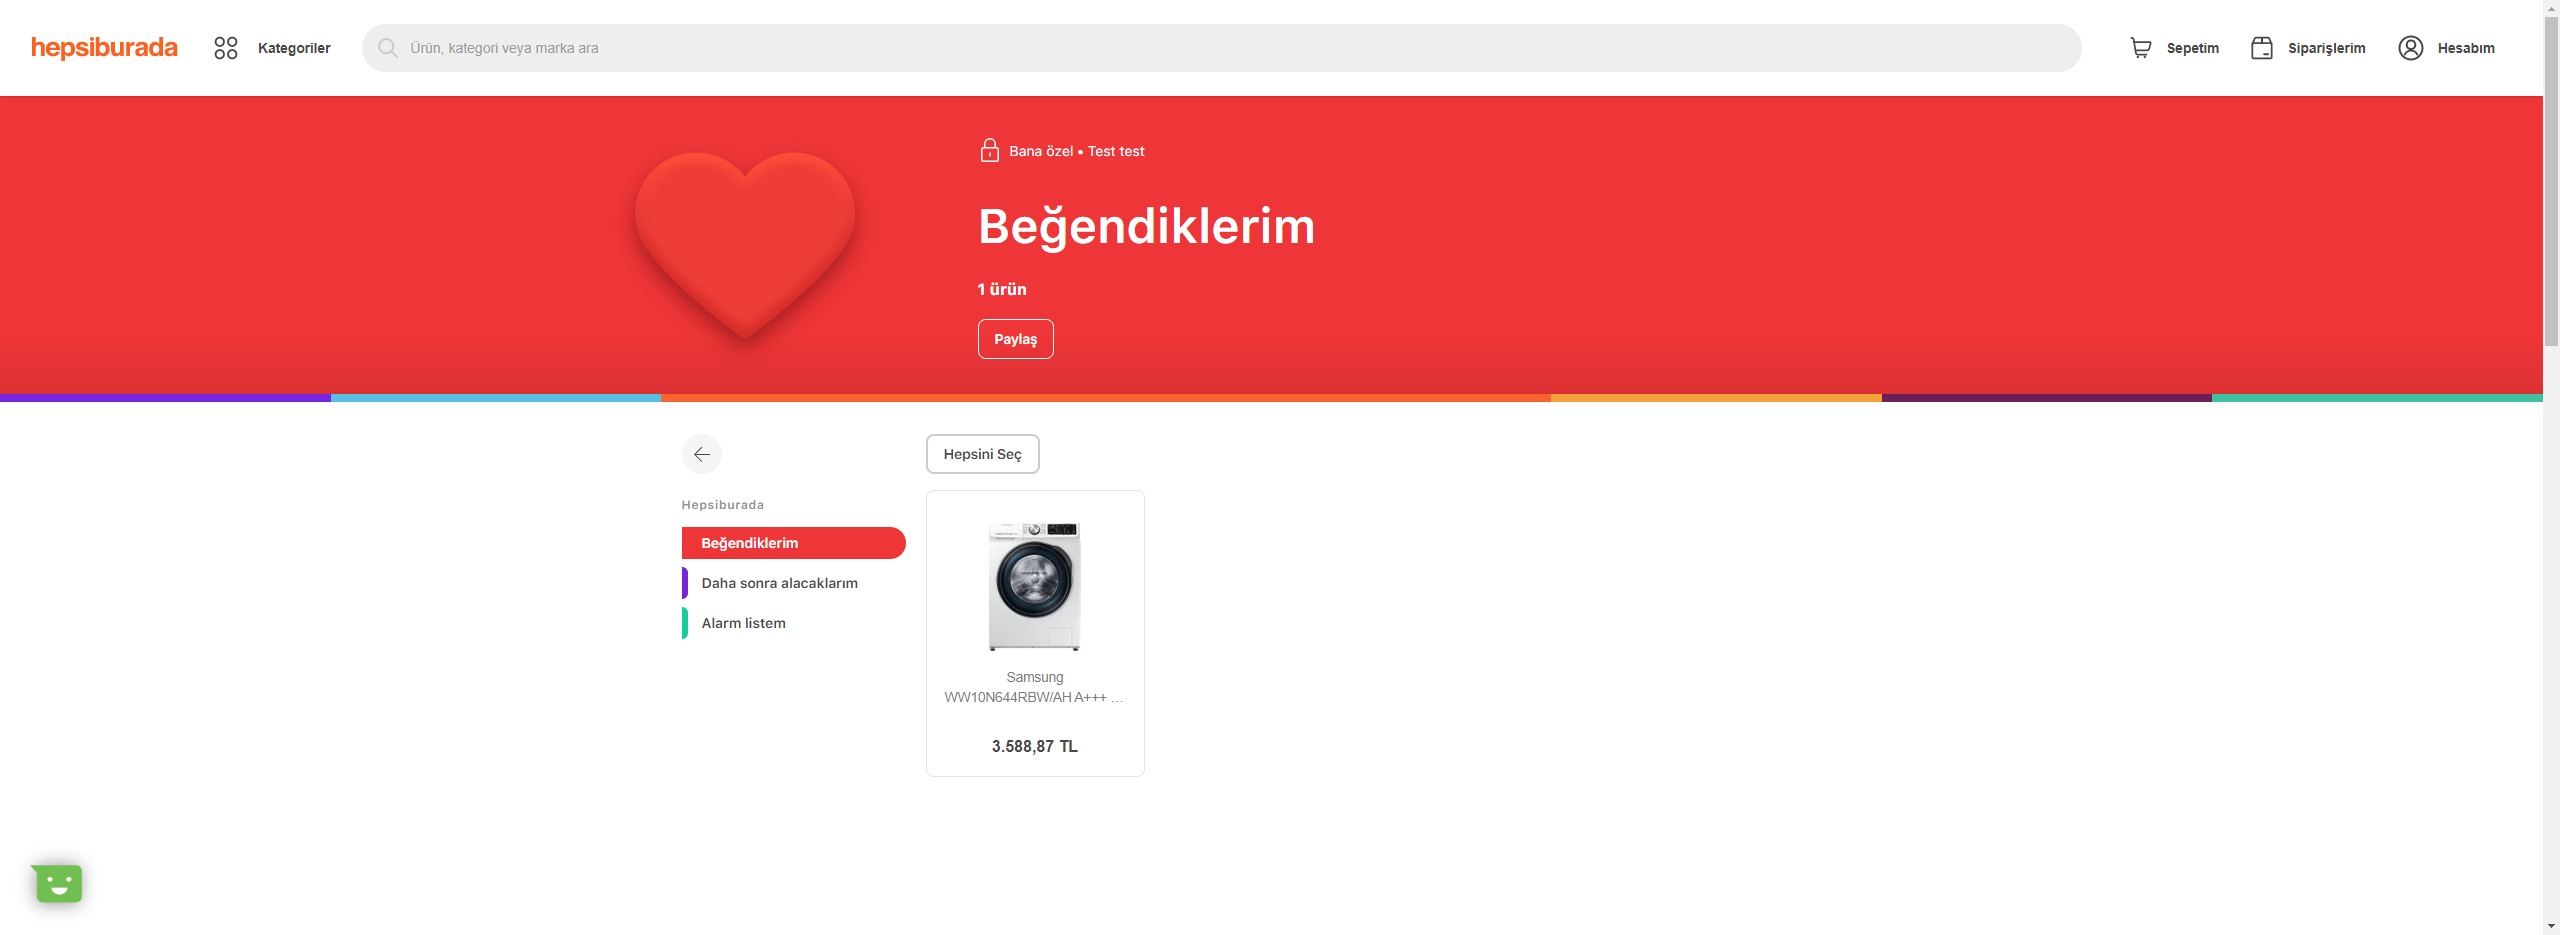 hepsiburada
Kategoriler
Ürün, kategori veya marka ara
Sepetim
Siparişlerim
Hesabım
Bana özel • Test test
Beğendiklerim
1 ürün
Paylaş
Hepsini Seç
Hepsiburada
Beğendiklerim
Daha sonra alacaklarım
Alarm listem
Samsung
WW10N644RBW/AH A+++ ...
3.588,87 TL